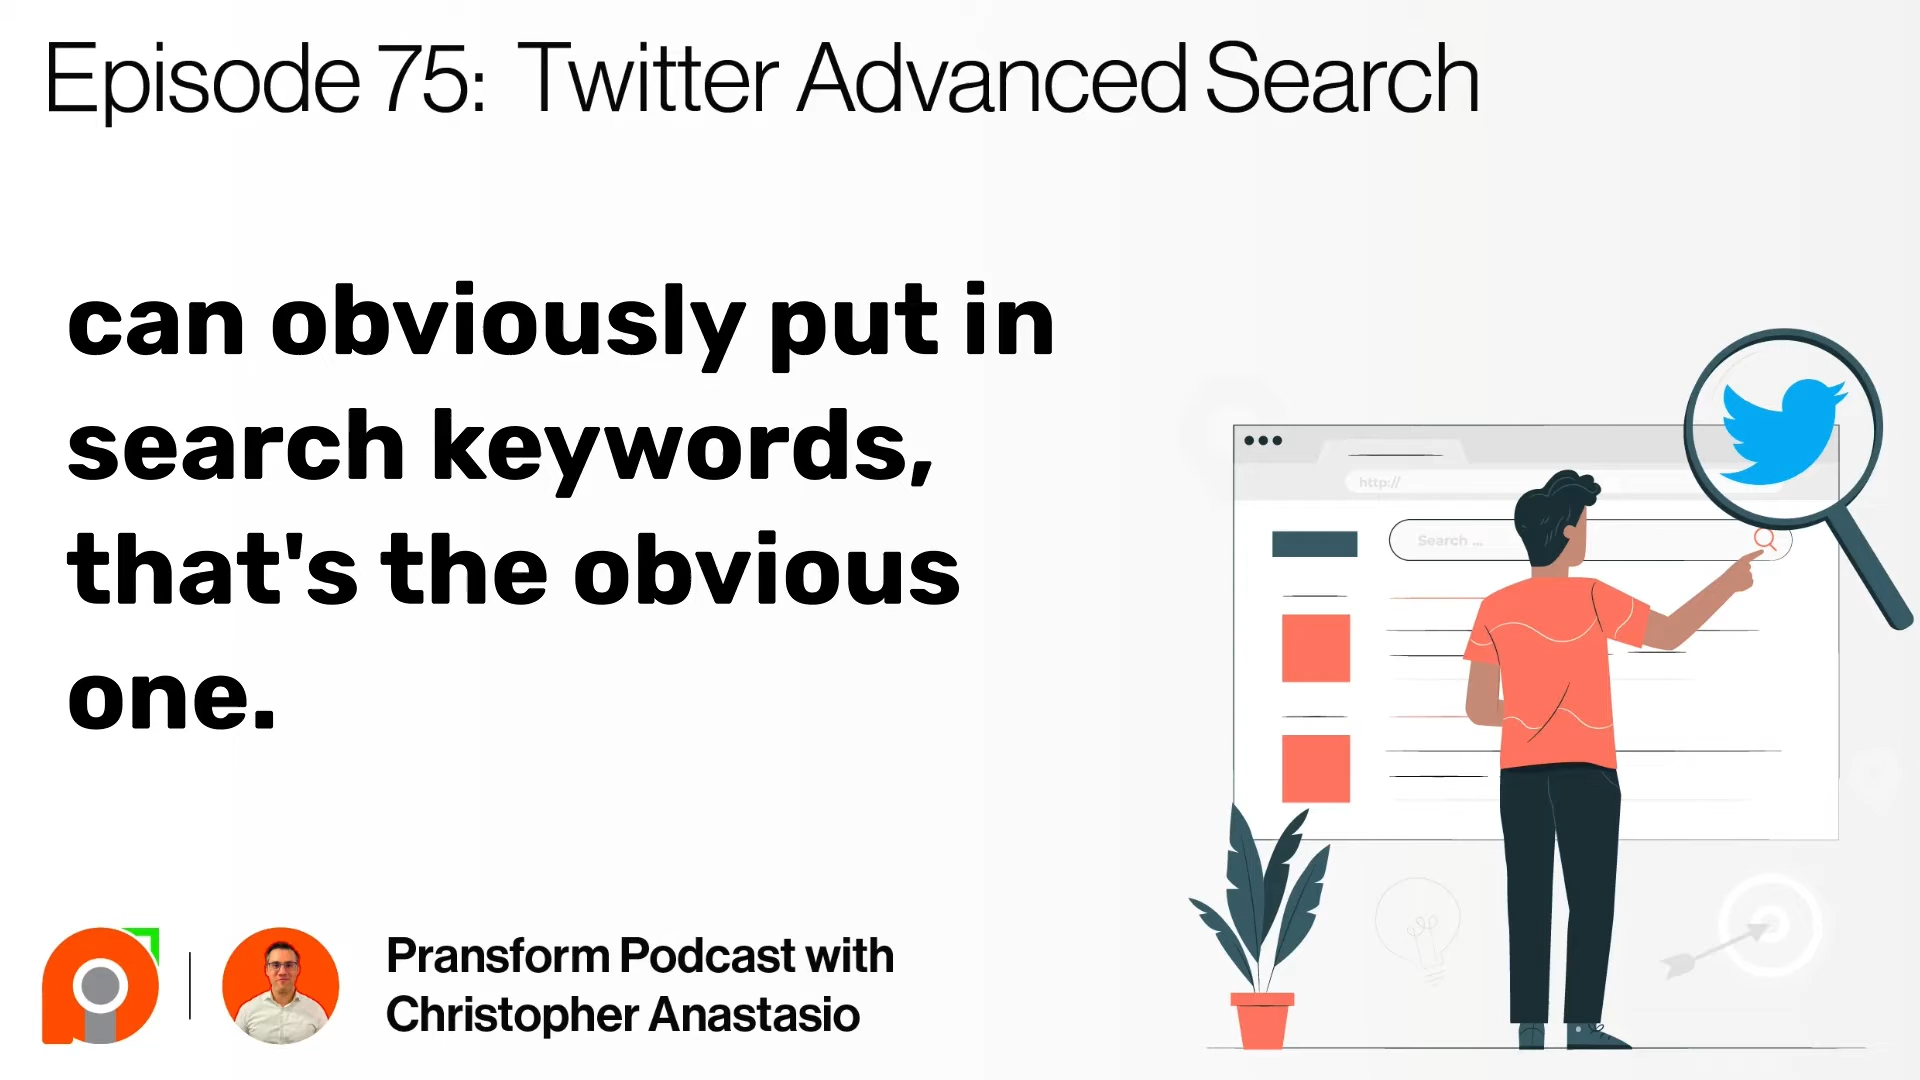 Episode 75: Twitter Advanced Search
can obviously put in
search keywords,
that's the obvious
one.
http://
Search ...
Pransform Podcast with
Christopher Anastasio